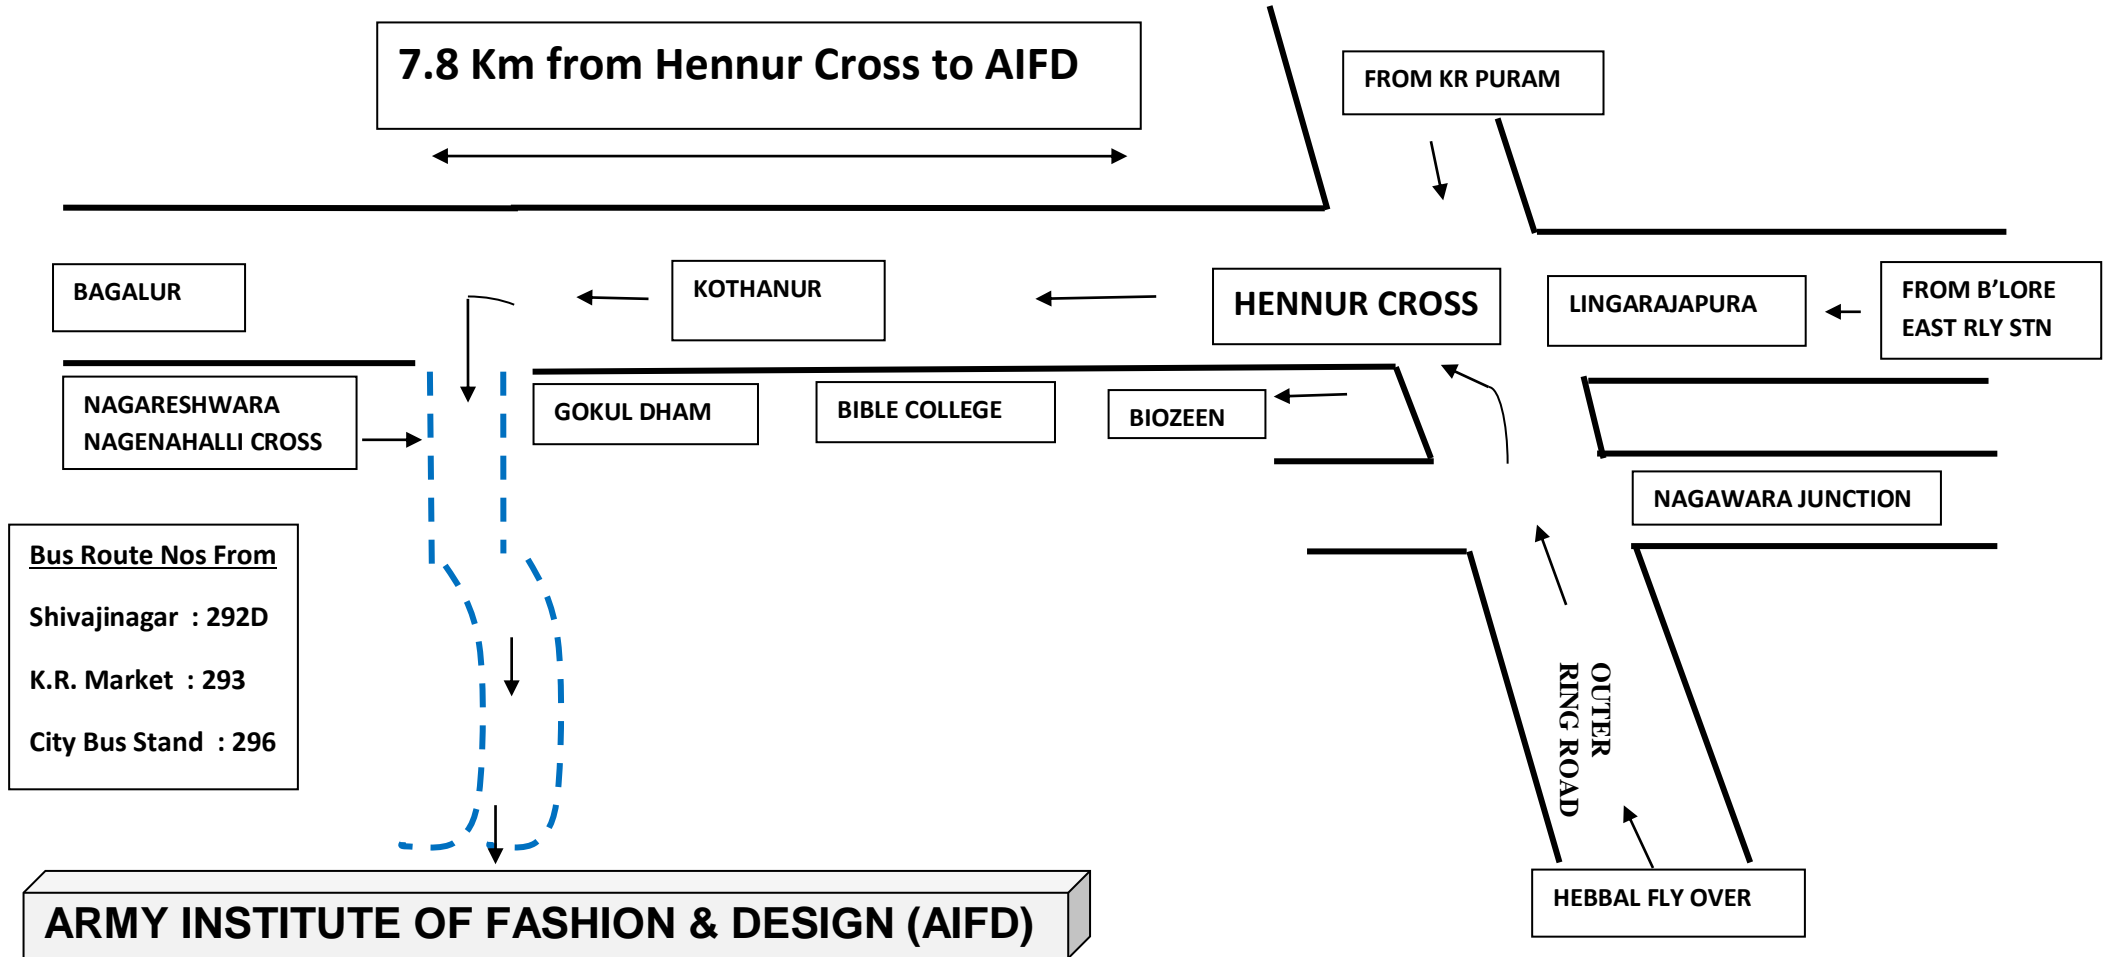 7.8 Km from Hennur Cross to AIFD
FROM KR PURAM
BAGALUR
KOTHANUR
HENNUR CROSS
LINGARAJAPURA
FROM B’LORE
EAST RLY STN
NAGARESHWARA
NAGENAHALLI CROSS
GOKUL DHAM
BIBLE COLLEGE
BIOZEEN
NAGAWARA JUNCTION
Bus Route Nos From
Shivajinagar : 292D
K.R. Market : 293
City Bus Stand : 296
OUTER
RING ROAD
HEBBAL FLY OVER
ARMY INSTITUTE OF FASHION & DESIGN (AIFD)